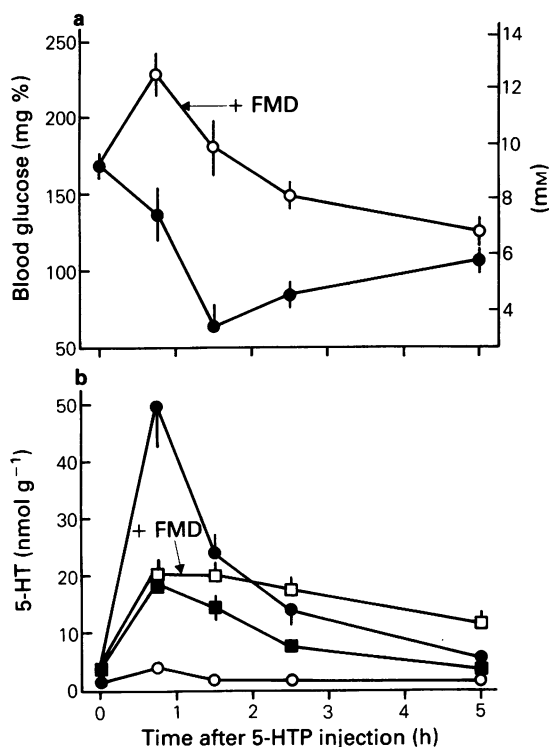 a
250
200
150
100
50
Blood glucose (mg %)
+ FMD
14
12
10
8
6
4
(mM)
b
50
40
30
20
10
0
5-HT (nmol g⁻¹)
+ FMD
0 1 2 3 4 5
Time after 5-HTP injection (h)